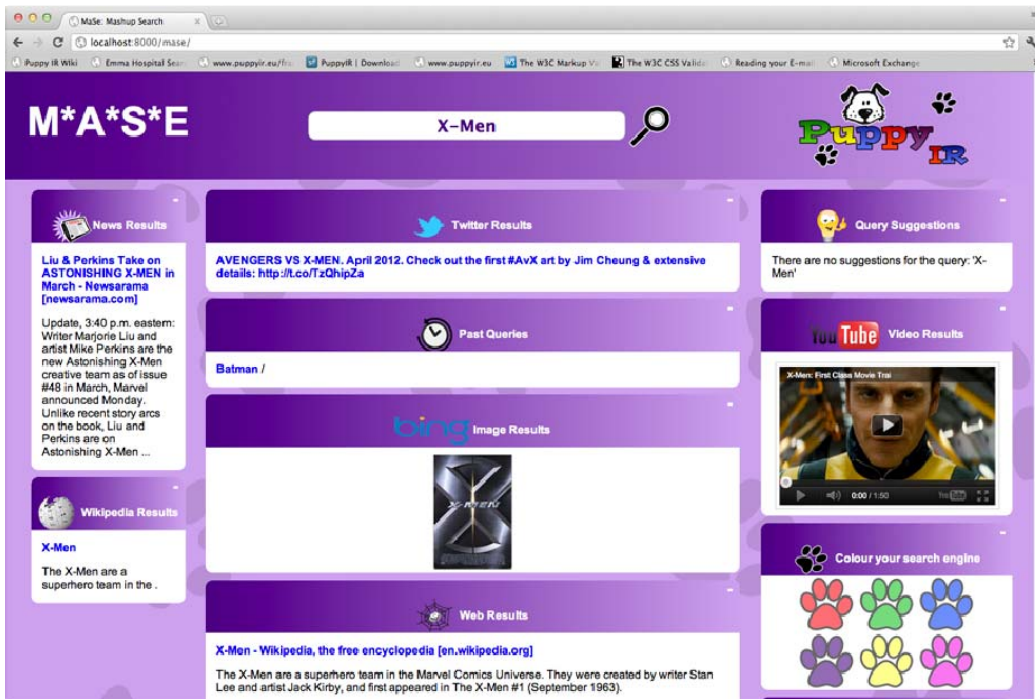 MaSe: Mashup Search
localhost:8000/mase/
Puppy IR Wiki
Emma Hospital Sear
www.puppyir.eu/fra
PuppyIR | Download
www.puppyir.eu
The W3C Markup Va
The W3C CSS Valida
Reading your E-mai
Microsoft Exchange
M*A*S*E
X-Men
Puppy
IR
News Results
Liu & Perkins Take on
ASTONISHING X-MEN in
March - Newsarama
[newsarama.com]
Update, 3:40 p.m. eastern:
Writer Marjorie Liu and
artist Mike Perkins are the
new Astonishing X-Men
creative team as of issue
#48 in March, Marvel
announced Monday.
Unlike recent story arcs
on the book, Liu and
Perkins are on
Astonishing X-Men ...
Wikipedia Results
X-Men
The X-Men are a
superhero team in the .
Twitter Results
AVENGERS VS X-MEN. April 2012. Check out the first #AvX art by Jim Cheung & extensive
details: http://t.co/TzQhipZa
Past Queries
Batman /
bing Image Results
X-MEN
Web Results
X-Men - Wikipedia, the free encyclopedia [en.wikipedia.org]
The X-Men are a superhero team in the Marvel Comics Universe. They were created by writer Stan
Lee and artist Jack Kirby, and first appeared in The X-Men #1 (September 1963).
Query Suggestions
There are no suggestions for the query: 'X-
Men'
YouTube Video Results
X-Men: First Class Movie Trai
0:00 / 1:50 YouTube
Colour your search engine